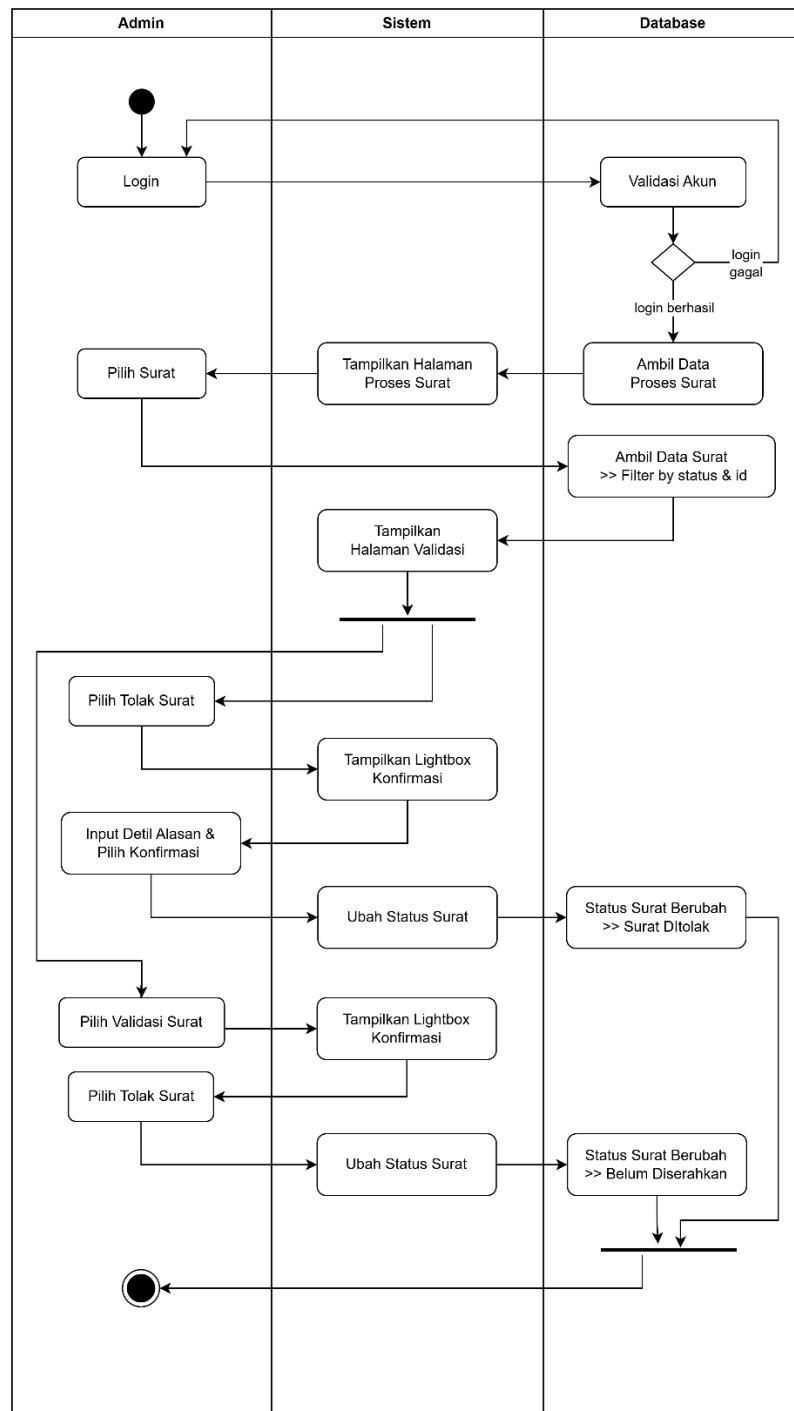 Admin
Sistem
Database
Login
Validasi Akun
login
gagal
login berhasil
Pilih Surat
Tampilkan Halaman
Proses Surat
Ambil Data
Proses Surat
Ambil Data Surat
>> Filter by status & id
Tampilkan
Halaman Validasi
Pilih Tolak Surat
Tampilkan Lightbox
Konfirmasi
Input Detil Alasan &
Pilih Konfirmasi
Ubah Status Surat
Status Surat Berubah
>> Surat DItolak
Pilih Validasi Surat
Tampilkan Lightbox
Konfirmasi
Pilih Tolak Surat
Ubah Status Surat
Status Surat Berubah
>> Belum Diserahkan